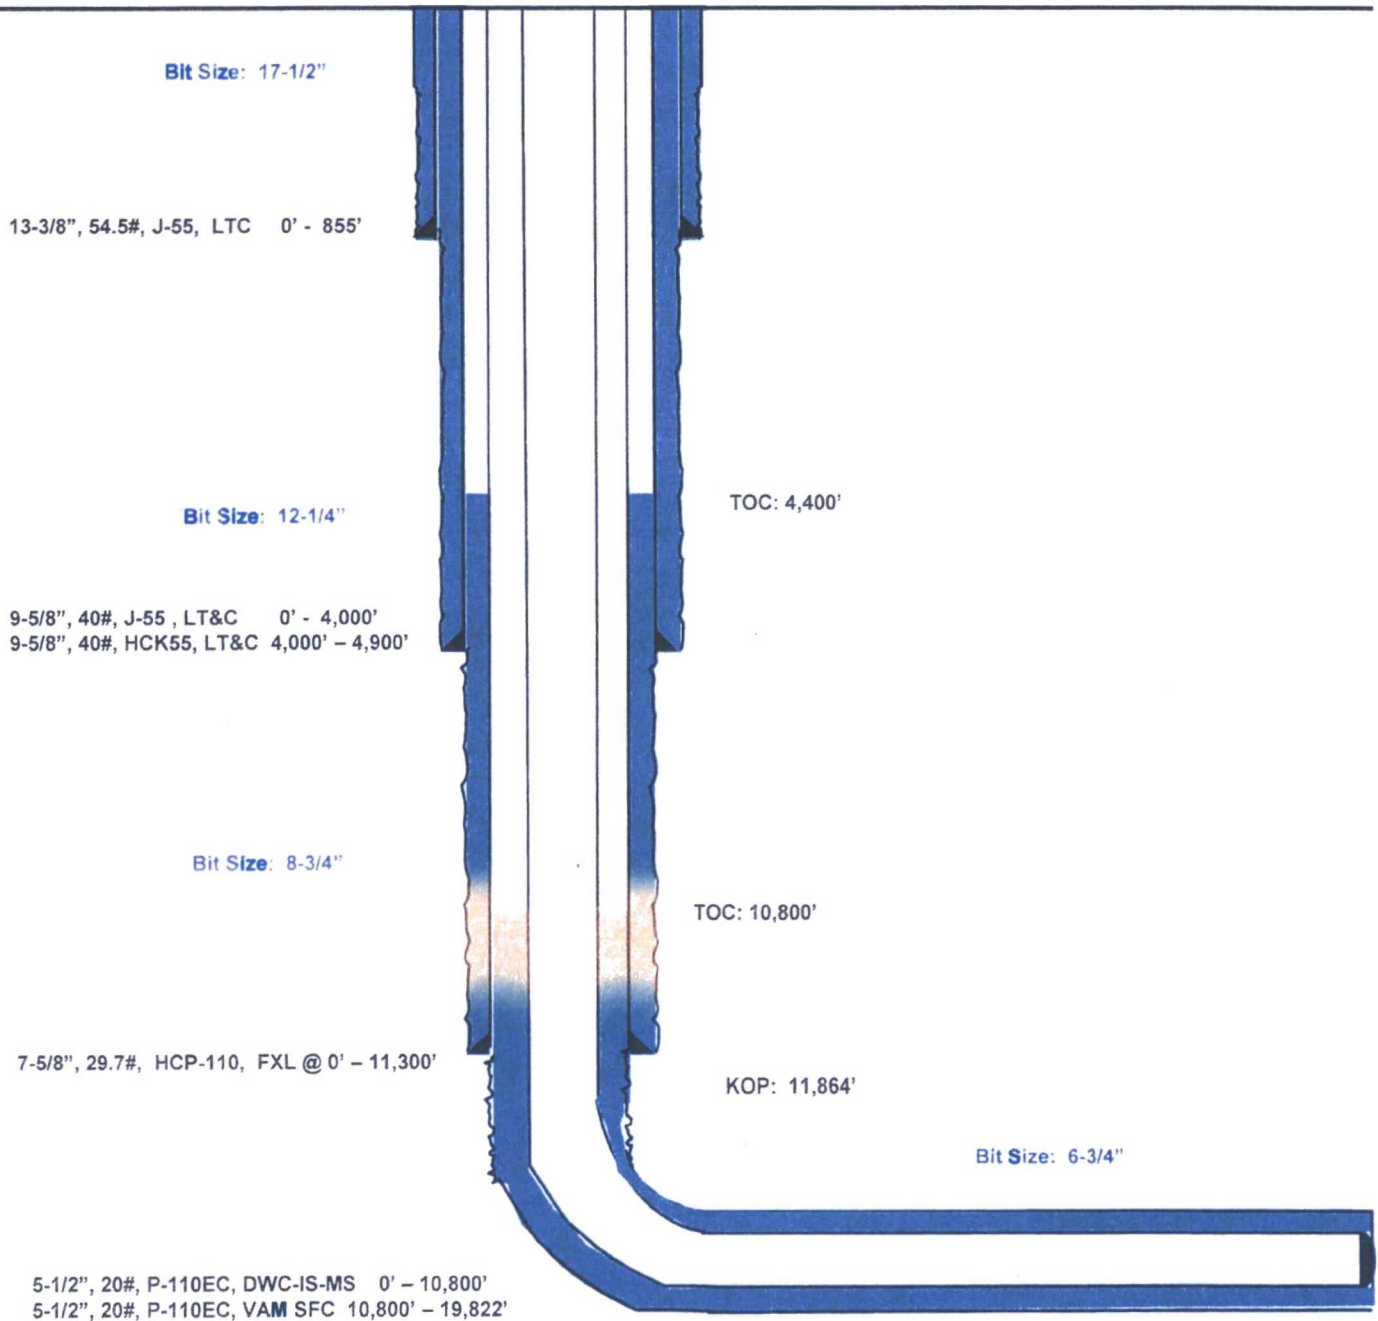 Bit Size: 17-1/2"
13-3/8", 54.5#, J-55, LTC 0' - 855'
TOC: 4,400'
Bit Size: 12-1/4"
9-5/8", 40#, J-55 , LT&C 0' - 4,000'
9-5/8", 40#, HCK55, LT&C 4,000' – 4,900'
Bit Size: 8-3/4"
TOC: 10,800'
7-5/8", 29.7#, HCP-110, FXL @ 0' – 11,300'
KOP: 11,864'
Bit Size: 6-3/4"
5-1/2", 20#, P-110EC, DWC-IS-MS 0' – 10,800'
5-1/2", 20#, P-110EC, VAM SFC 10,800' – 19,822'